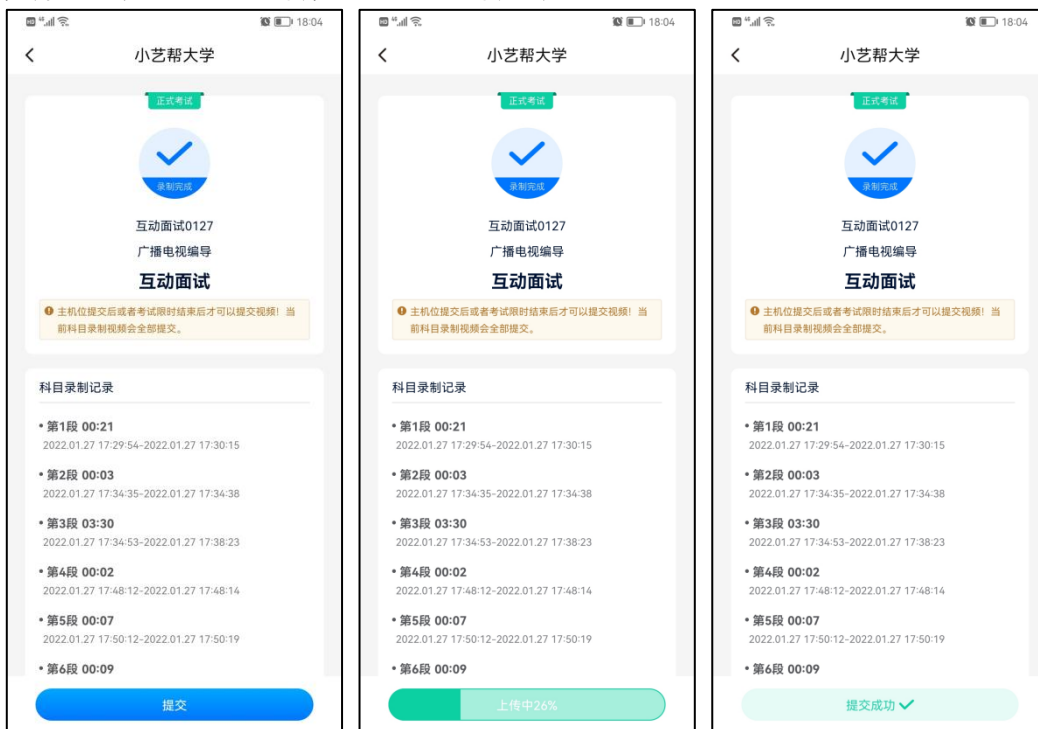 18:04
小艺帮大学
正式考试
录制完成
互动面试0127
广播电视编导
互动面试
主机位提交后或者考试限时结束后才可以提交视频！当
前科目录制视频会全部提交。
科目录制记录
• 第1段 00:21
2022.01.27 17:29:54-2022.01.27 17:30:15
• 第2段 00:03
2022.01.27 17:34:35-2022.01.27 17:34:38
• 第3段 03:30
2022.01.27 17:34:53-2022.01.27 17:38:23
• 第4段 00:02
2022.01.27 17:48:12-2022.01.27 17:48:14
• 第5段 00:07
2022.01.27 17:50:12-2022.01.27 17:50:19
• 第6段 00:09
提交
18:04
小艺帮大学
正式考试
录制完成
互动面试0127
广播电视编导
互动面试
主机位提交后或者考试限时结束后才可以提交视频！当
前科目录制视频会全部提交。
科目录制记录
• 第1段 00:21
2022.01.27 17:29:54-2022.01.27 17:30:15
• 第2段 00:03
2022.01.27 17:34:35-2022.01.27 17:34:38
• 第3段 03:30
2022.01.27 17:34:53-2022.01.27 17:38:23
• 第4段 00:02
2022.01.27 17:48:12-2022.01.27 17:48:14
• 第5段 00:07
2022.01.27 17:50:12-2022.01.27 17:50:19
• 第6段 00:09
上传中26%
18:04
小艺帮大学
正式考试
录制完成
互动面试0127
广播电视编导
互动面试
主机位提交后或者考试限时结束后才可以提交视频！当
前科目录制视频会全部提交。
科目录制记录
• 第1段 00:21
2022.01.27 17:29:54-2022.01.27 17:30:15
• 第2段 00:03
2022.01.27 17:34:35-2022.01.27 17:34:38
• 第3段 03:30
2022.01.27 17:34:53-2022.01.27 17:38:23
• 第4段 00:02
2022.01.27 17:48:12-2022.01.27 17:48:14
• 第5段 00:07
2022.01.27 17:50:12-2022.01.27 17:50:19
• 第6段 00:09
提交成功